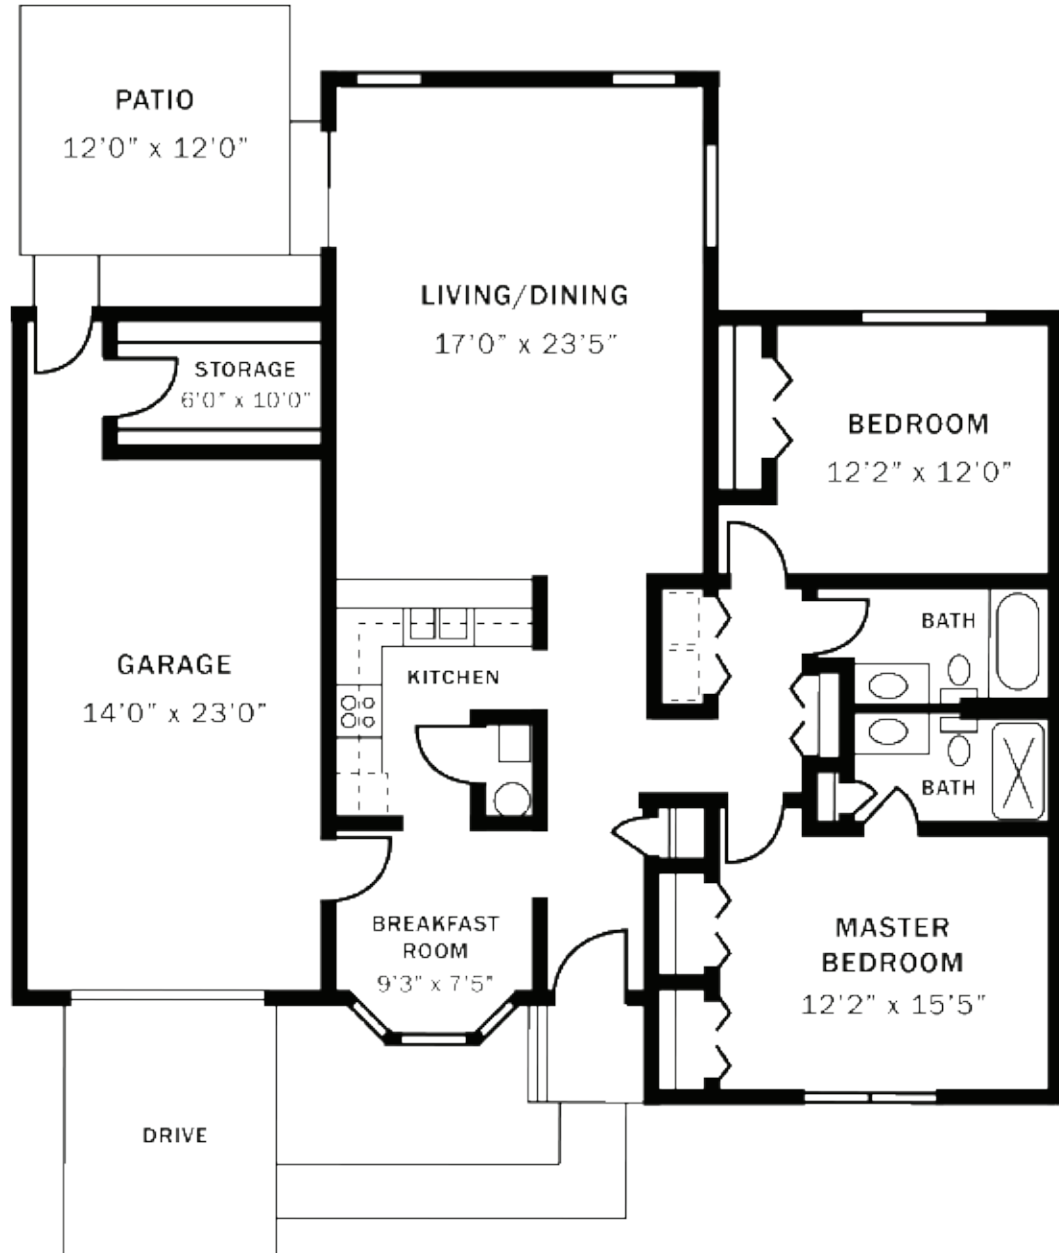 PATIO
12'0” x 12'0”
LIVING/DINING
17'0” x 23'5”
STORAGE
6'0” x 10'0”
BEDROOM
12'2” x 12'0”
BATH
GARAGE
14'0” x 23'0”
KITCHEN
BATH
BREAKFAST
ROOM
9'3” x 7'5”
MASTER
BEDROOM
12'2” x 15'5”
DRIVE